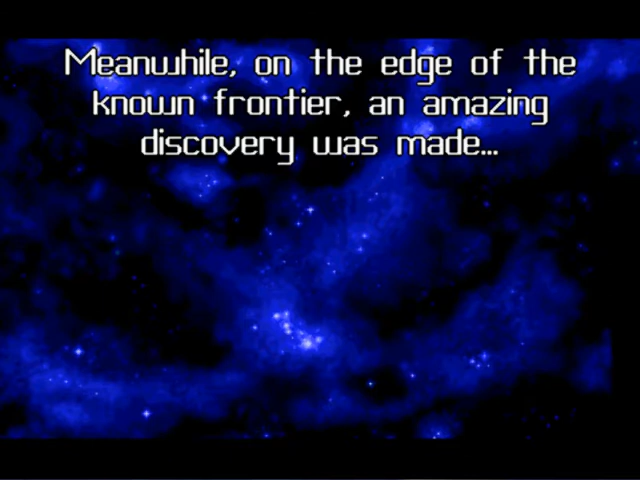 Meanwhile, on the edge of the
known frontier, an amazing
discovery was made...